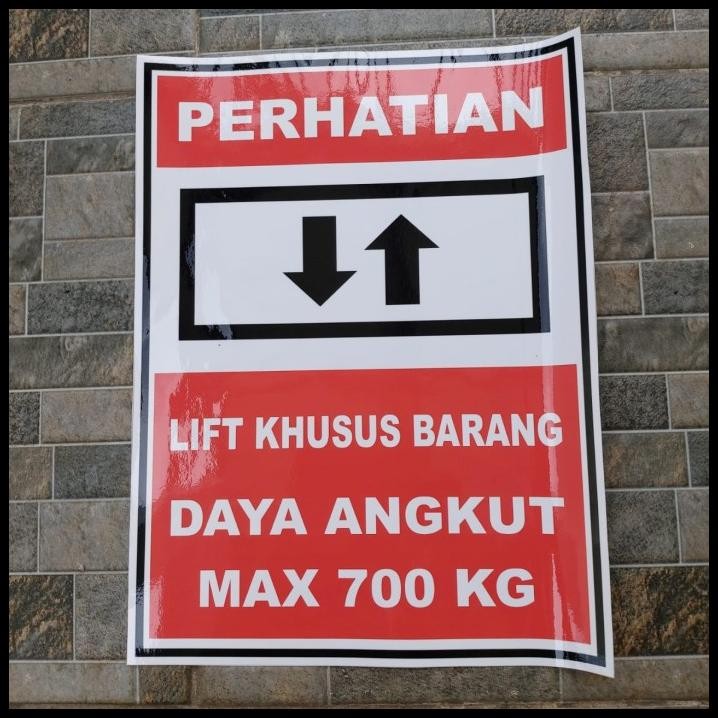 PERHATIAN
LIFT KHUSUS BARANG
DAYA ANGKUT
MAX 700 KG